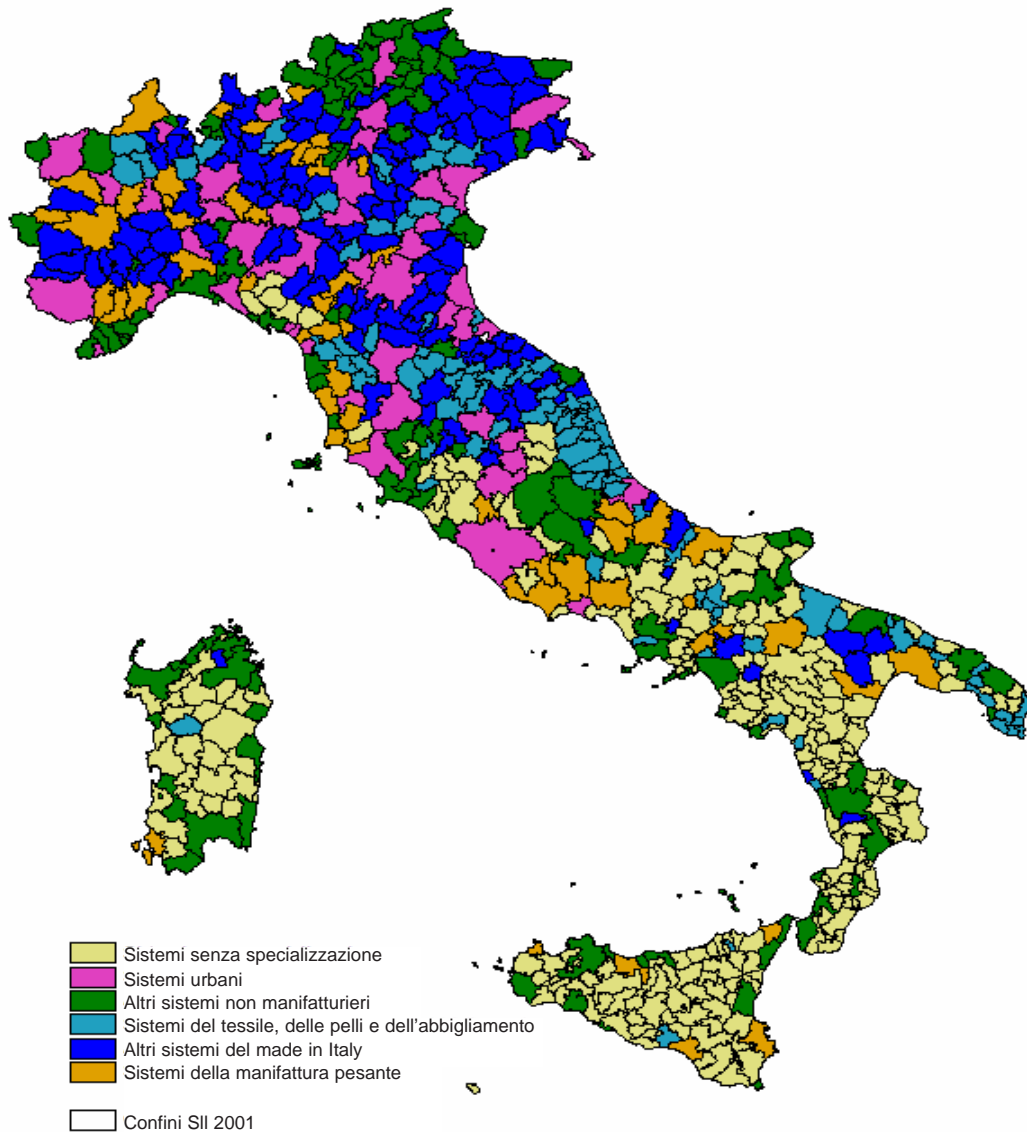 Sistemi senza specializzazione
Sistemi urbani
Altri sistemi non manifatturieri
Sistemi del tessile, delle pelli e dell'abbigliamento
Altri sistemi del made in Italy
Sistemi della manifattura pesante
Confini Sll 2001